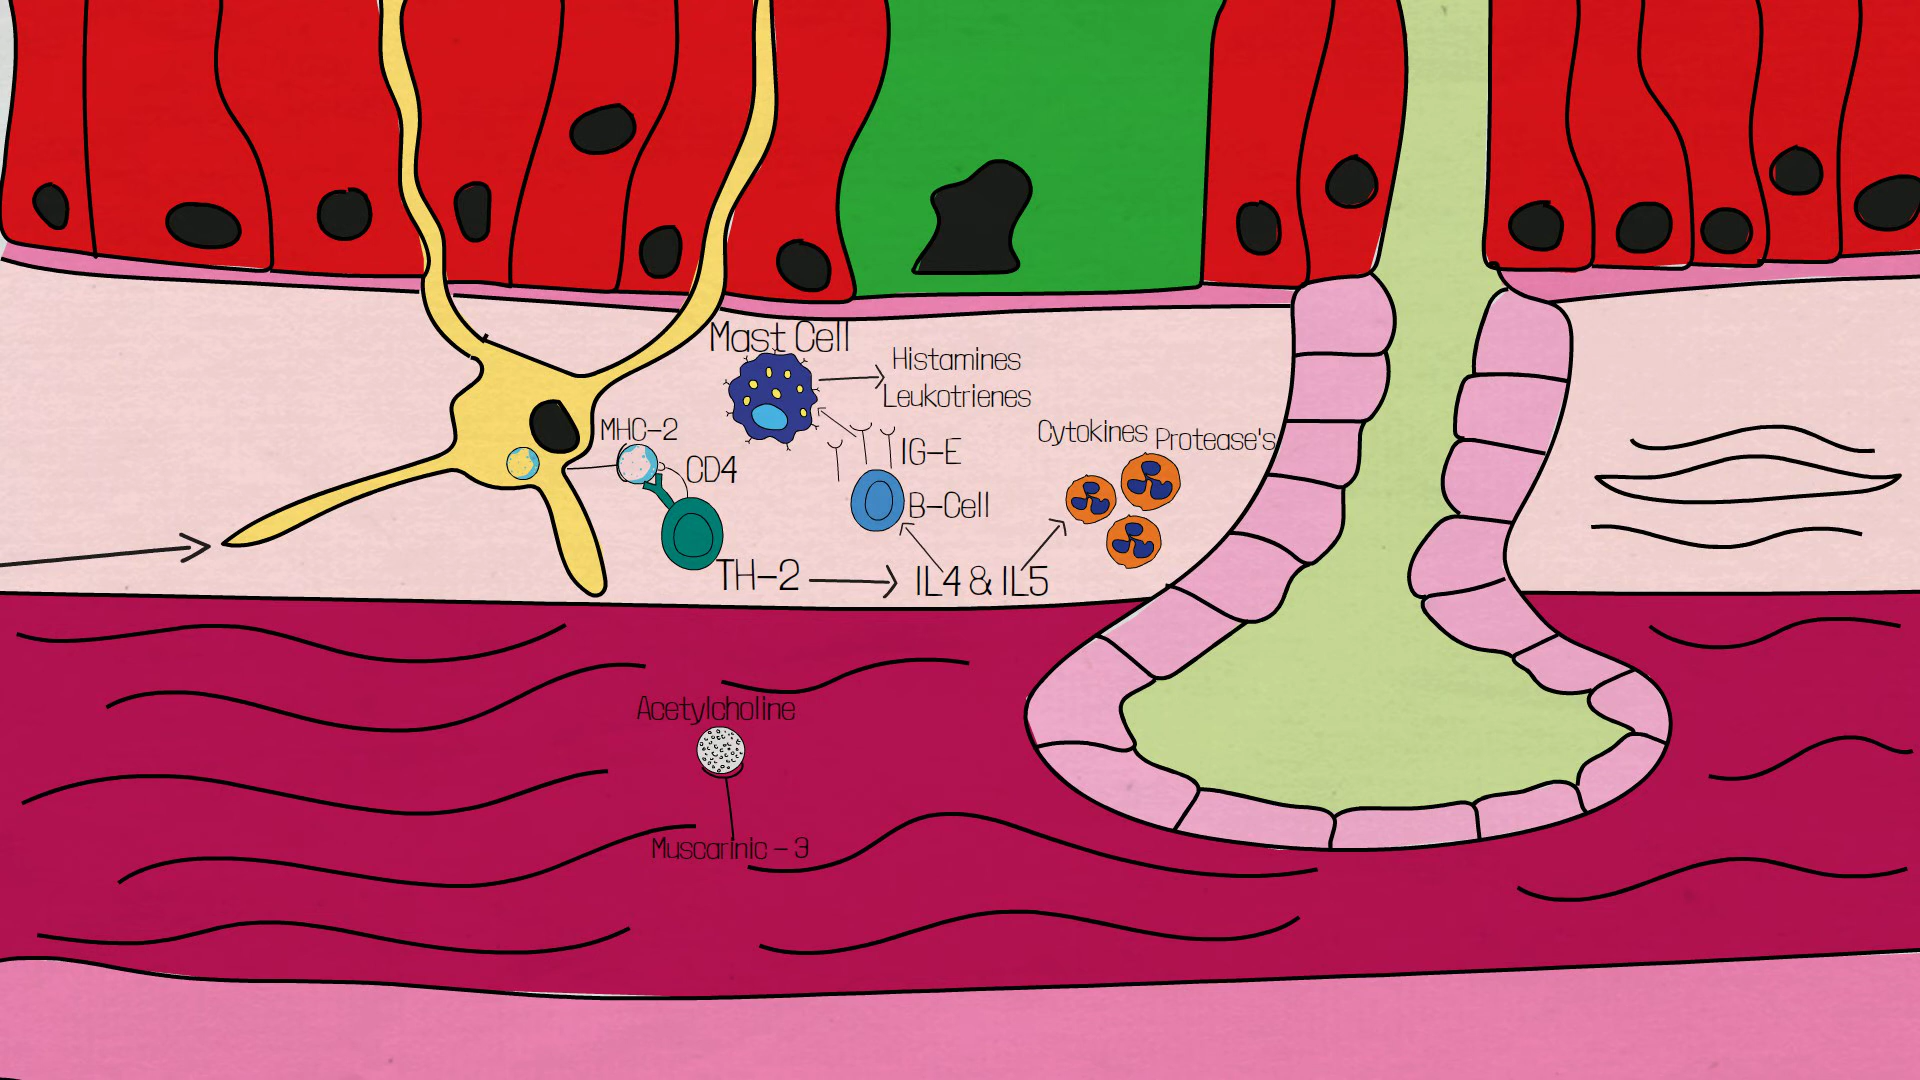 Mast Cell
Histamines
Leukotrienes
MHC-2
CD4
IG-E
B-Cell
Cytokines
Protease's
TH-2
IL4 & IL5
Acetylcholine
Muscarinic - 3